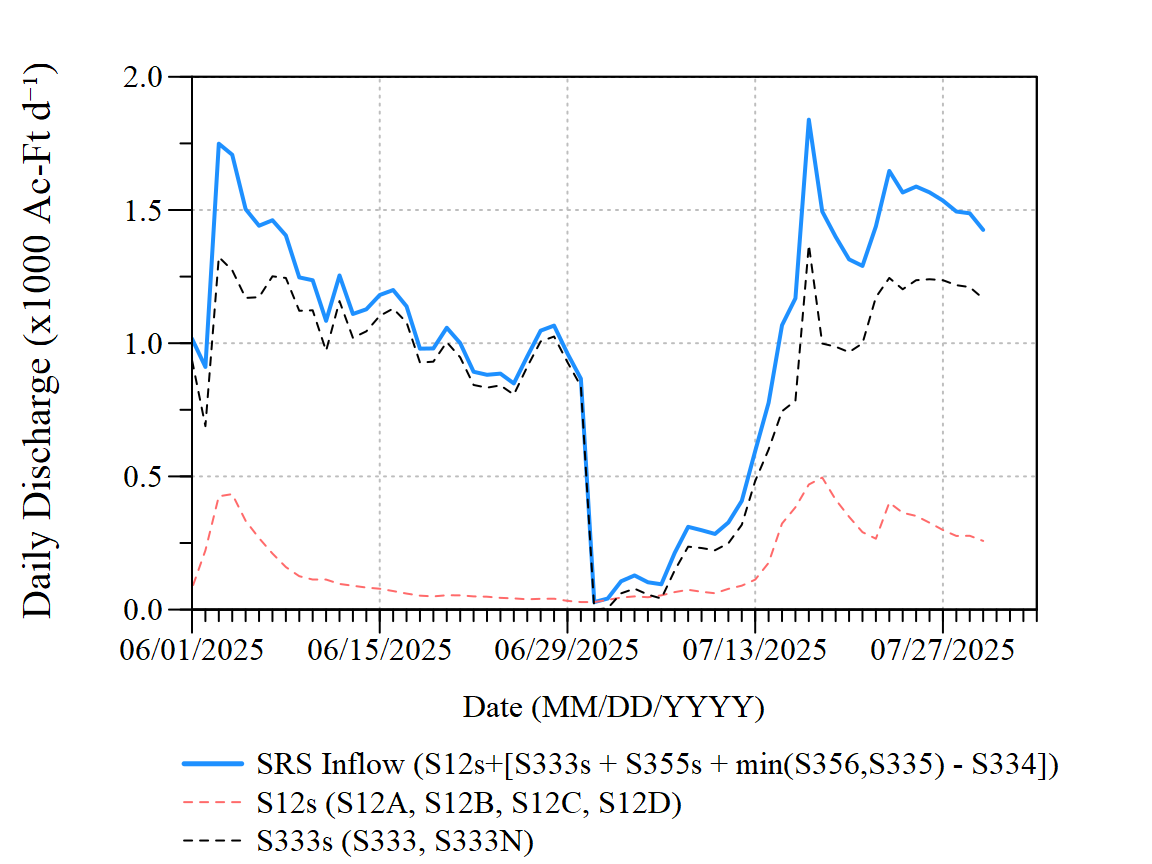 Daily Discharge (x1000 Ac-Ft d⁻¹)
2.0
1.5
1.0
0.5
0.0
06/01/2025 06/15/2025 06/29/2025 07/13/2025 07/27/2025
Date (MM/DD/YYYY)
SRS Inflow (S12s+[S333s + S355s + min(S356,S335) - S334])
S12s (S12A, S12B, S12C, S12D)
S333s (S333, S333N)